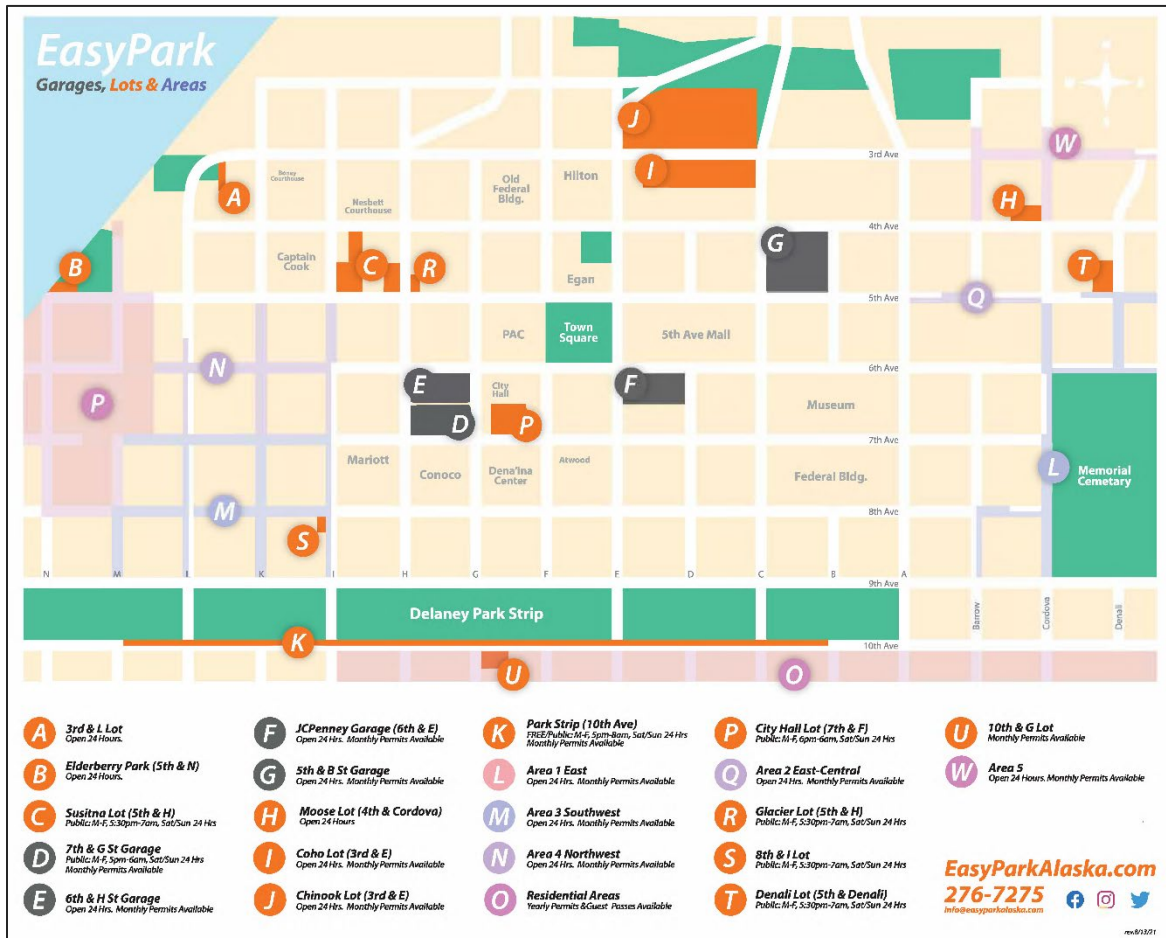 EasyPark
Garages, Lots & Areas
J
W
3rd Ave
I
Boney
Courthouse
Old
Federal
Bldg.
Hilton
A
Nesbett
Courthouse
H
4th Ave
G
B
Captain
Cook
C
R
Egan
T
Q
5th Ave
PAC
Town
Square
5th Ave Mall
N
6th Ave
E
F
City
Hall
P
Museum
D
P
7th Ave
Mariott
Conoco
Dena'ina
Center
Atwood
Federal Bldg.
L
Memorial
Cemetary
M
8th Ave
S
N
M
L
K
I
H
G
F
E
D
C
B
A
9th Ave
Delaney Park Strip
Barrow
Cordova
Denali
K
10th Ave
U
O
A
3rd & L Lot
Open 24 Hours.
B
Elderberry Park (5th & N)
Open 24 Hours.
C
Susitna Lot (5th & H)
Public: M-F, 5:30pm-7am, Sat/Sun 24 Hrs
D
7th & G St Garage
Public: M-F, 5pm-6am, Sat/Sun 24 Hrs
Monthly Permits Available
E
6th & H St Garage
Open 24 Hrs. Monthly Permits Available
F
JCPenney Garage (6th & E)
Open 24 Hrs. Monthly Permits Available
G
5th & B St Garage
Open 24 Hrs. Monthly Permits Available
H
Moose Lot (4th & Cordova)
Open 24 Hours
I
Coho Lot (3rd & E)
Open 24 Hrs. Monthly Permits Available
J
Chinook Lot (3rd & E)
Open 24 Hrs. Monthly Permits Available
K
Park Strip (10th Ave)
FREE/Public: M-F, 5pm-8am, Sat/Sun 24 Hrs
Monthly Permits Available
L
Area 1 East
Open 24 Hrs. Monthly Permits Available
M
Area 3 Southwest
Open 24 Hrs. Monthly Permits Available
N
Area 4 Northwest
Open 24 Hrs. Monthly Permits Available
O
Residential Areas
Yearly Permits & Guest Passes Available
P
City Hall Lot (7th & F)
Public: M-F, 6pm-6am, Sat/Sun 24 Hrs
Q
Area 2 East-Central
Open 24 Hrs. Monthly Permits Available
R
Glacier Lot (5th & H)
Public: M-F, 5:30pm-7am, Sat/Sun 24 Hrs
S
8th & I Lot
Public: M-F, 5:30pm-7am, Sat/Sun 24 Hrs
T
Denali Lot (5th & Denali)
Public: M-F, 5:30pm-7am, Sat/Sun 24 Hrs
U
10th & G Lot
Monthly Permits Available
W
Area 5
Open 24 Hours. Monthly Permits Available
EasyParkAlaska.com
276-7275
info@easyparkalaska.com
rev.8/13/21